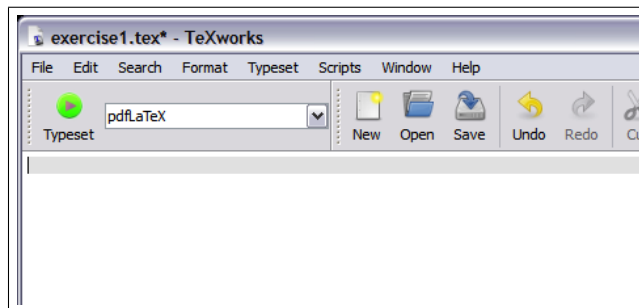 exercise1.tex* - TeXworks
File Edit Search Format Typeset Scripts Window Help
pdfLaTeX
Typeset New Open Save Undo Redo